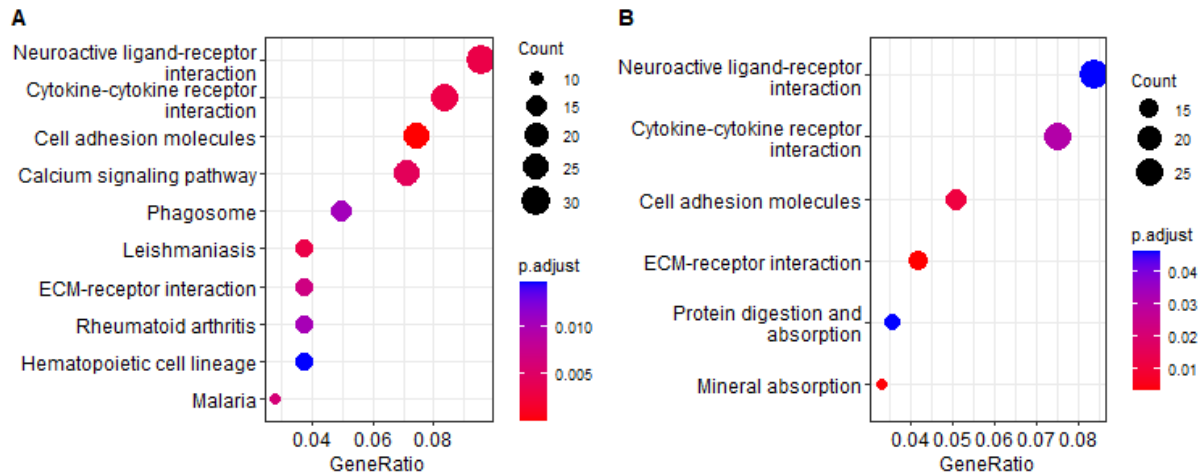 A
Neuroactive ligand-receptor
interaction
Cytokine-cytokine receptor
interaction
Cell adhesion molecules
Calcium signaling pathway
Phagosome
Leishmaniasis
ECM-receptor interaction
Rheumatoid arthritis
Hematopoietic cell lineage
Malaria
0.04 0.06 0.08
GeneRatio
Count
10
15
20
25
30
p.adjust
0.010
0.005
B
Neuroactive ligand-receptor
interaction
Cytokine-cytokine receptor
interaction
Cell adhesion molecules
ECM-receptor interaction
Protein digestion and
absorption
Mineral absorption
0.04 0.05 0.06 0.07 0.08
GeneRatio
Count
15
20
25
p.adjust
0.04
0.03
0.02
0.01